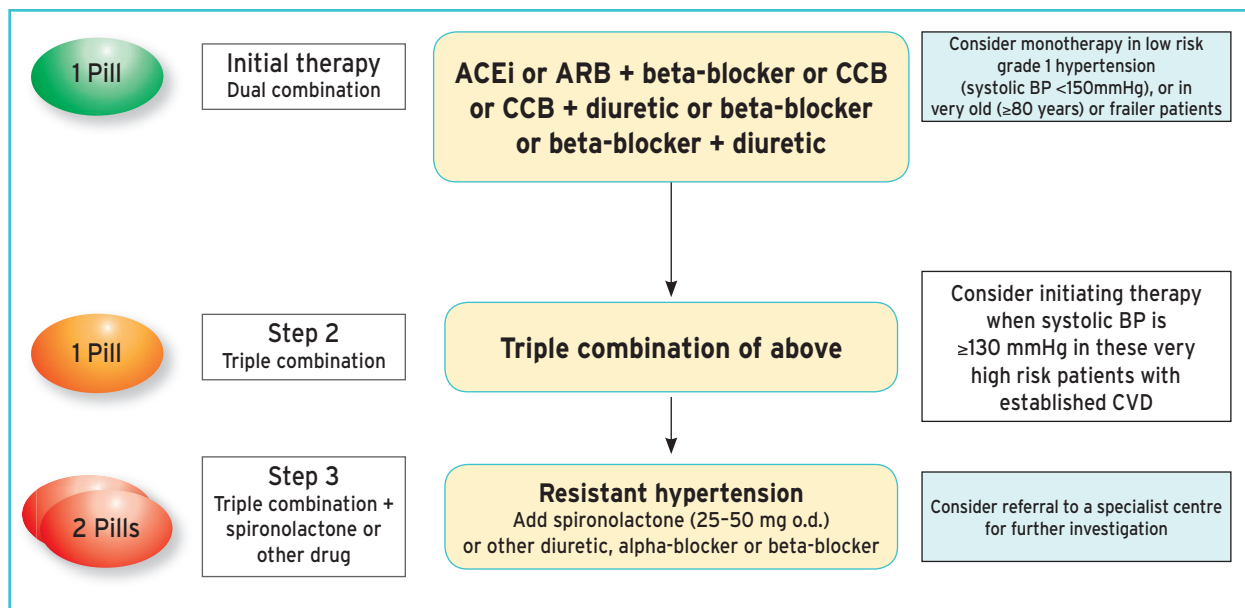 1 Pill
Initial therapy
Dual combination
ACEi or ARB + beta-blocker or CCB
or CCB + diuretic or beta-blocker
or beta-blocker + diuretic
Consider monotherapy in low risk
grade 1 hypertension
(systolic BP <150mmHg), or in
very old (≥80 years) or frailer patients
1 Pill
Step 2
Triple combination
Triple combination of above
Consider initiating therapy
when systolic BP is
≥130 mmHg in these very
high risk patients with
established CVD
2 Pills
Step 3
Triple combination +
spironolactone or
other drug
Resistant hypertension
Add spironolactone (25–50 mg o.d.)
or other diuretic, alpha-blocker or beta-blocker
Consider referral to a specialist centre
for further investigation